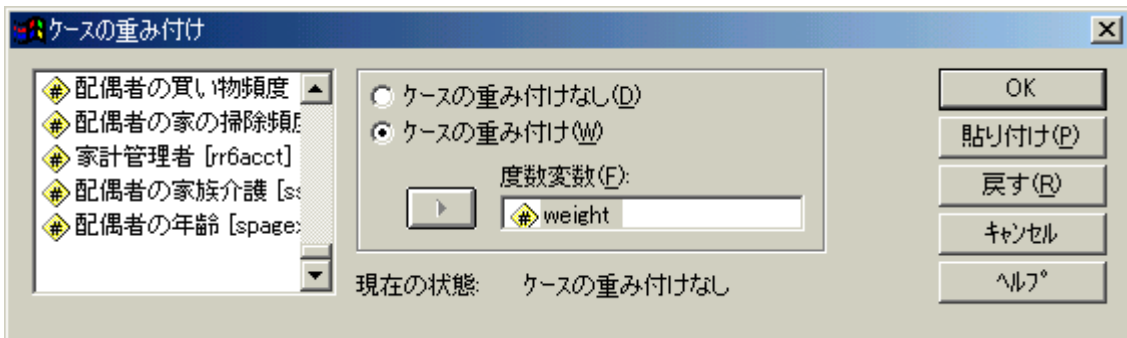 ケースの重み付け
配偶者の買い物頻度
配偶者の家の掃除頻度
家計管理者 [rr6acct]
配偶者の家族介護 [ss
配偶者の年齢 [spage
ケースの重み付けなし(D)
ケースの重み付け(W)
度数変数(F):
weight
現在の状態: ケースの重み付けなし
OK
貼り付け(P)
戻す(R)
キャンセル
ヘルプ